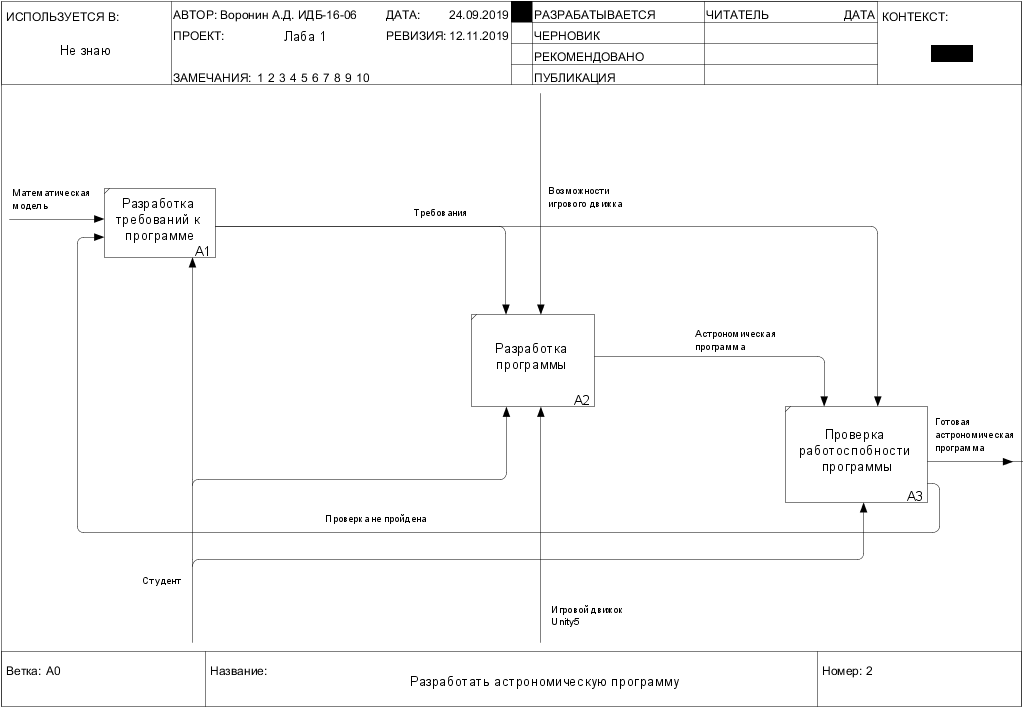 ИСПОЛЬЗУЕТСЯ В:
Не знаю
АВТОР: Воронин А.Д. ИДБ-16-06
ДАТА: 24.09.2019
ПРОЕКТ: Лаба 1
РЕВИЗИЯ: 12.11.2019
ЗАМЕЧАНИЯ: 1 2 3 4 5 6 7 8 9 10
РАЗРАБАТЫВАЕТСЯ
ЧЕРНОВИК
РЕКОМЕНДОВАНО
ПУБЛИКАЦИЯ
ЧИТАТЕЛЬ
ДАТА
КОНТЕКСТ:
Математическая
модель
Разработка
требований к
программе
A1
Требования
Возможности
игрового движка
Разработка
программы
A2
Астрономическая
программа
Проверка
работоспобности
программы
A3
Готовая
астрономическая
программа
Проверка не пройдена
Студент
Игровой движок
Unity5
Ветка: A0
Название:
Разработать астрономическую программу
Номер: 2